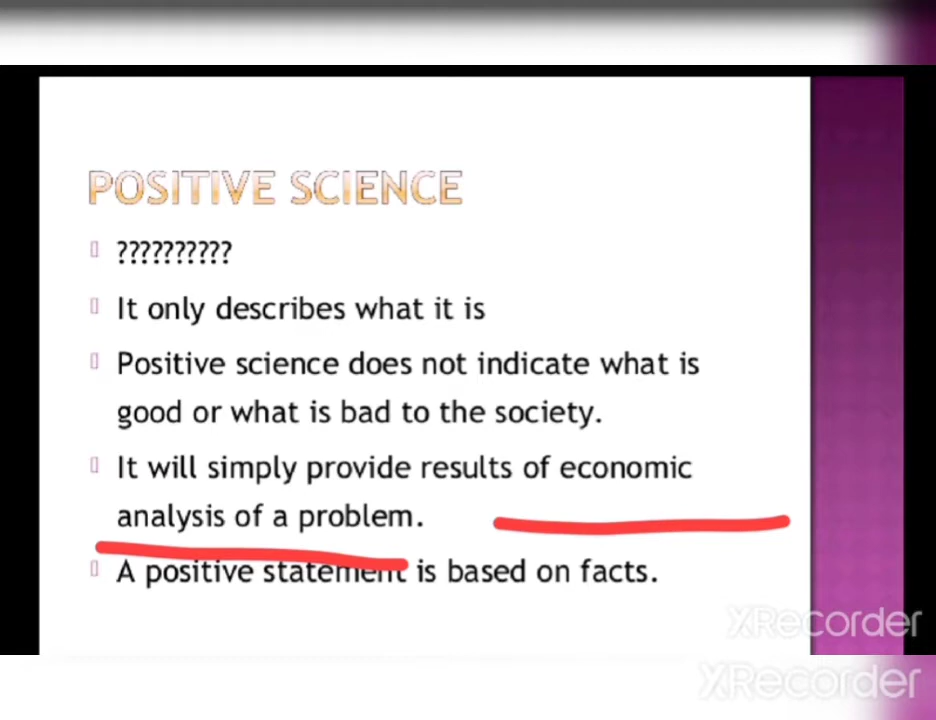 POSITIVE SCIENCE
??????????
It only describes what it is
Positive science does not indicate what is
good or what is bad to the society.
It will simply provide results of economic
analysis of a problem.
A positive statement is based on facts.
XRecorder
XRecorder